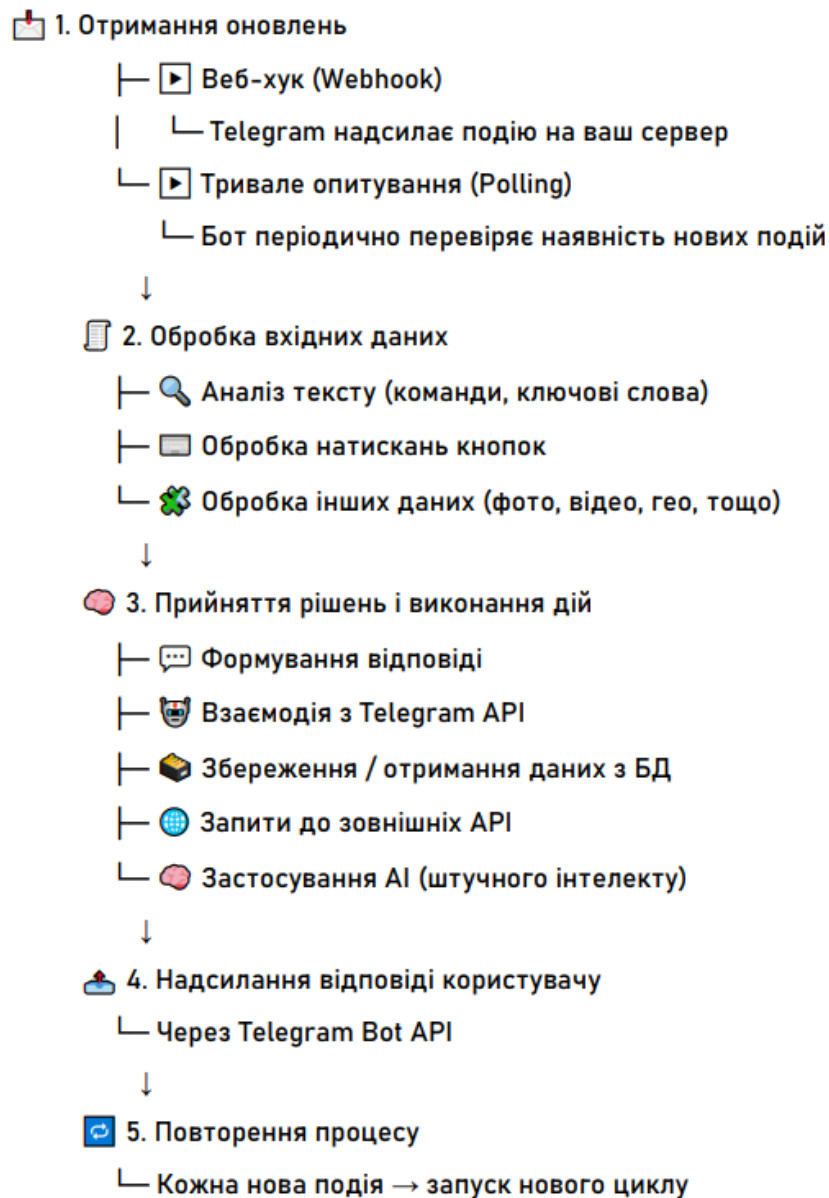 📩 1. Отримання оновлень
├─ ▶ Веб-хук (Webhook)
│ └─ Telegram надсилає подію на ваш сервер
└─ ▶ Тривале опитування (Polling)
└─ Бот періодично перевіряє наявність нових подій
↓
🧾 2. Обробка вхідних даних
├─ 🔍 Аналіз тексту (команди, ключові слова)
├─ ⌨ Обробка натискань кнопок
└─ 🧩 Обробка інших даних (фото, відео, гео, тощо)
↓
🧠 3. Прийняття рішень і виконання дій
├─ 💬 Формування відповіді
├─ 🤖 Взаємодія з Telegram API
├─ 🗃 Збереження / отримання даних з БД
├─ 🌐 Запити до зовнішніх API
└─ 🧠 Застосування AI (штучного інтелекту)
↓
📤 4. Надсилання відповіді користувачу
└─ Через Telegram Bot API
↓
🔁 5. Повторення процесу
└─ Кожна нова подія → запуск нового циклу